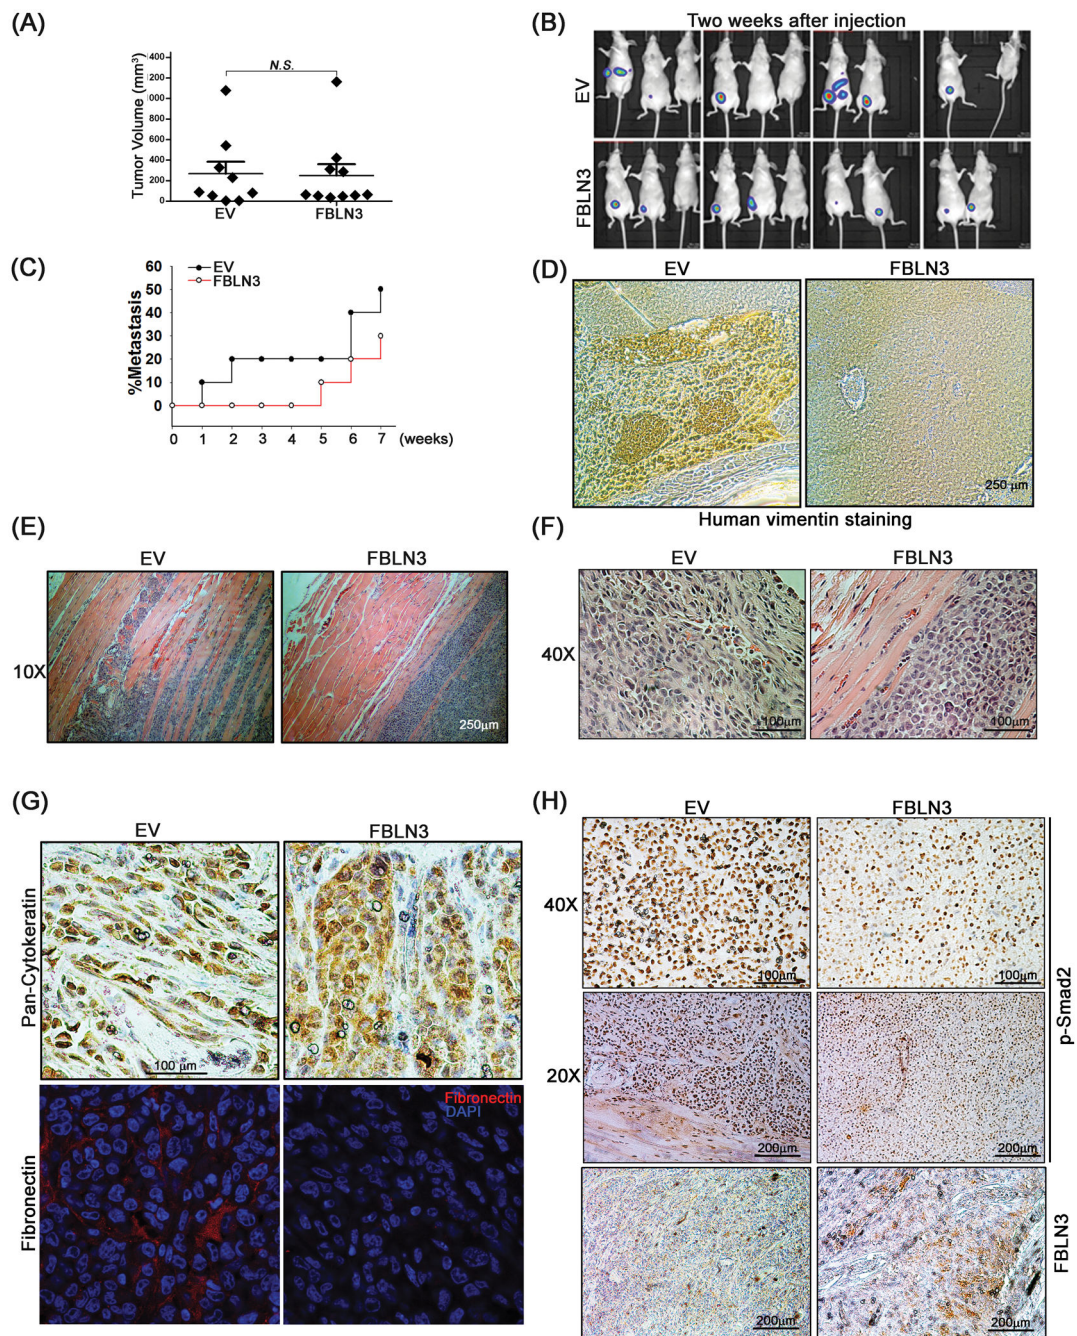 (A)
Tumor Volume (mm³)
400
1200
1000
800
600
400
200
0
N.S.
EV
FBLN3
(B)
Two weeks after injection
EV
FBLN3
(C)
%Metastasis
60
50
40
30
20
10
0
EV
FBLN3
0 1 2 3 4 5 6 7 (weeks)
(D)
EV FBLN3
250 µm
Human vimentin staining
(E)
EV FBLN3
10X
250µm
(F)
EV FBLN3
40X
100µm
100µm
(G)
EV FBLN3
Pan-Cytokeratin
100 µm
Fibronectin
Fibronectin
DAPI
(H)
EV FBLN3
40X
100µm
100µm
20X
200µm
200µm
p-Smad2
200µm
200µm
FBLN3